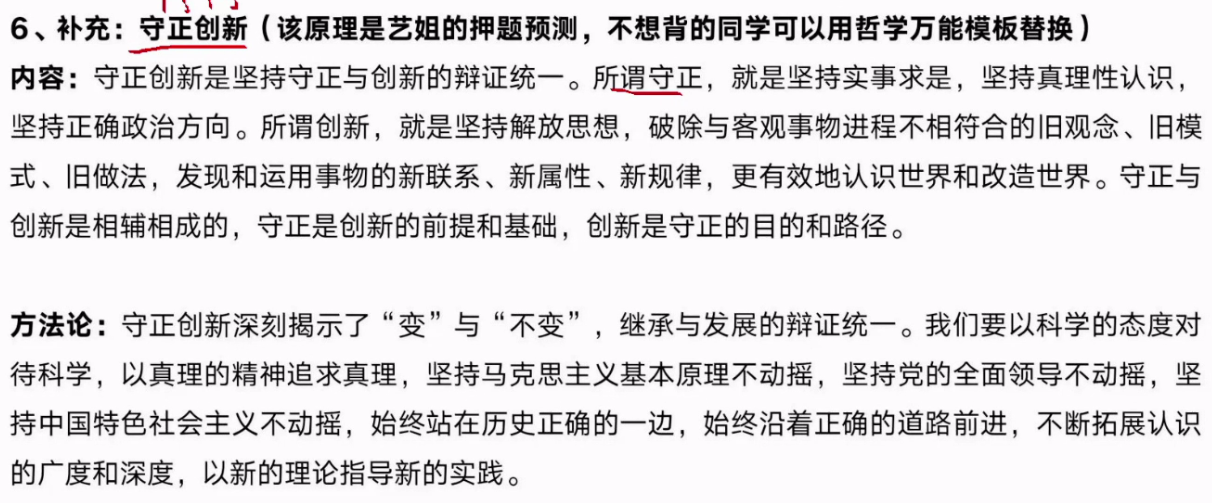 6、补充：守正创新（该原理是艺姐的押题预测，不想背的同学可以用哲学万能模板替换）
内容：守正创新是坚持守正与创新的辩证统一。所谓守正，就是坚持实事求是，坚持真理性认识，
坚持正确政治方向。所谓创新，就是坚持解放思想，破除与客观事物进程不相符合的旧观念、旧模
式、旧做法，发现和运用事物的新联系、新属性、新规律，更有效地认识世界和改造世界。守正与
创新是相辅相成的，守正是创新的前提和基础，创新是守正的目的和路径。
方法论：守正创新深刻揭示了“变”与“不变”，继承与发展的辩证统一。我们要以科学的态度对
待科学，以真理的精神追求真理，坚持马克思主义基本原理不动摇，坚持党的全面领导不动摇，坚
持中国特色社会主义不动摇，始终站在历史正确的一边，始终沿着正确的道路前进，不断拓展认识
的广度和深度，以新的理论指导新的实践。